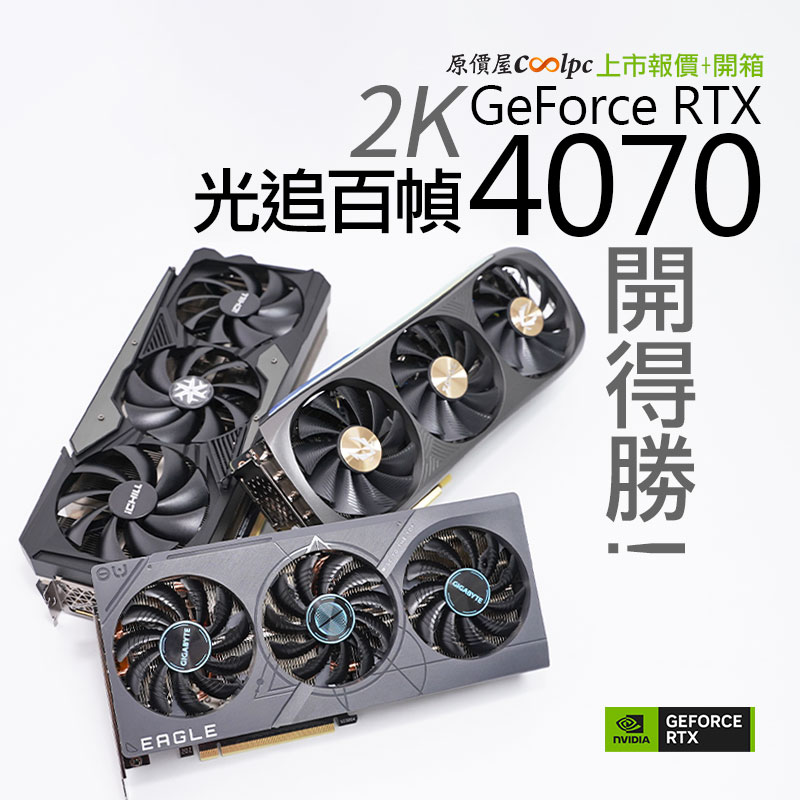 原價屋Coolpc 上市報價+開箱
2K GeForce RTX
光追百幀 4070
開得勝!
iCHILL
iCHILL
GIGABYTE
GIGABYTE
EAGLE
NVIDIA
GEFORCE
RTX